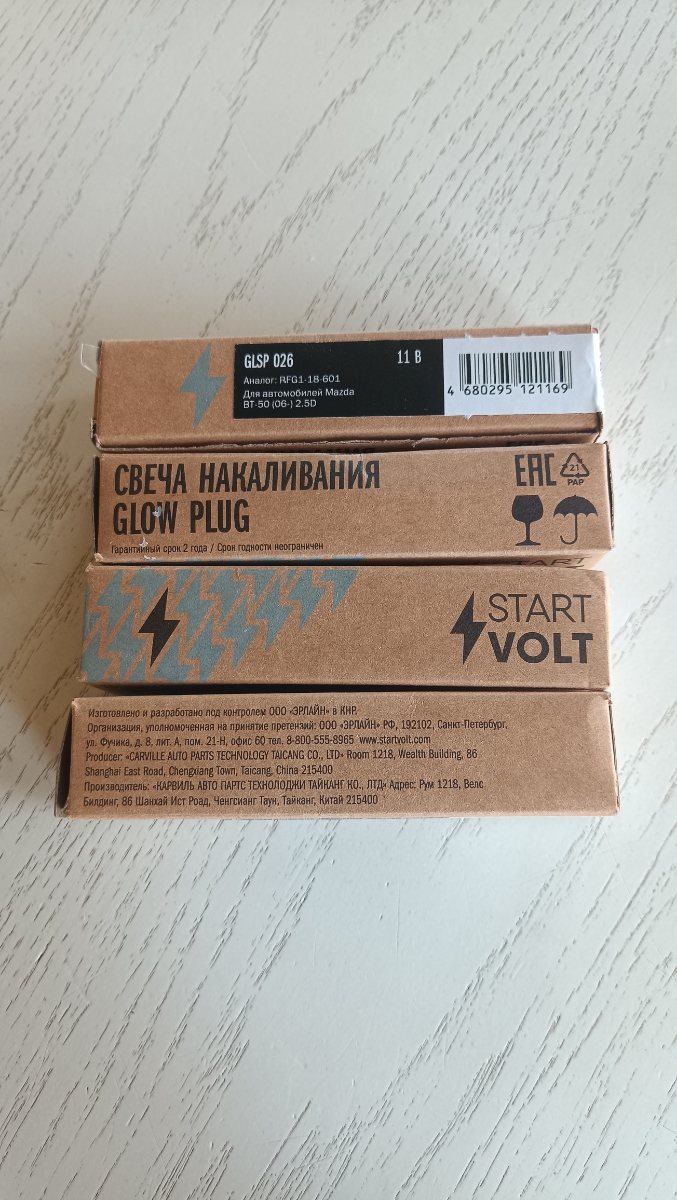 GLSP 026
11 В
Аналог: RFG1-18-601
Для автомобилей Mazda
BT-50 (06-) 2.5D
4 680295 121169
СВЕЧА НАКАЛИВАНИЯ
GLOW PLUG
Гарантийный срок 2 года / Срок годности неограничен
EAC
21
PAP
START
START
VOLT
Изготовлено и разработано под контролем ООО «ЭРЛАЙН» в КНР.
Организация, уполномоченная на принятие претензий: ООО «ЭРЛАЙН» РФ, 192102, Санкт-Петербург,
ул. Фучика, д. 8, лит. А, пом. 21-Н, офис 60 тел. 8-800-555-8965 www.startvolt.com
Producer: «CARVILLE AUTO PARTS TECHNOLOGY TAICANG CO., LTD» Room 1218, Wealth Building, 86
Shanghai East Road, Chengxiang Town, Taicang, China 215400
Производитель: «КАРВИЛЬ АВТО ПАРТС ТЕХНОЛОДЖИ ТАЙКАНГ КО., ЛТД» Адрес: Рум 1218, Велс
Билдинг, 86 Шанхай Ист Роад, Ченгсианг Таун, Тайканг, Китай 215400